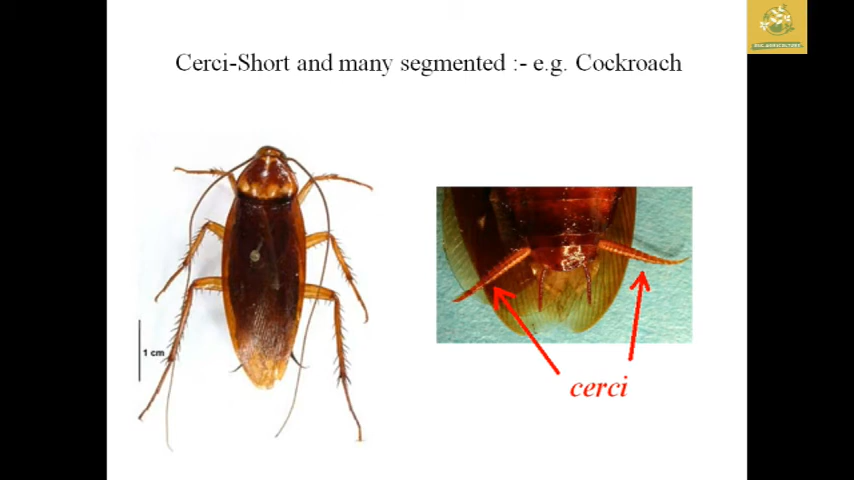 Cerci-Short and many segmented :- e.g. Cockroach
1 cm
cerci